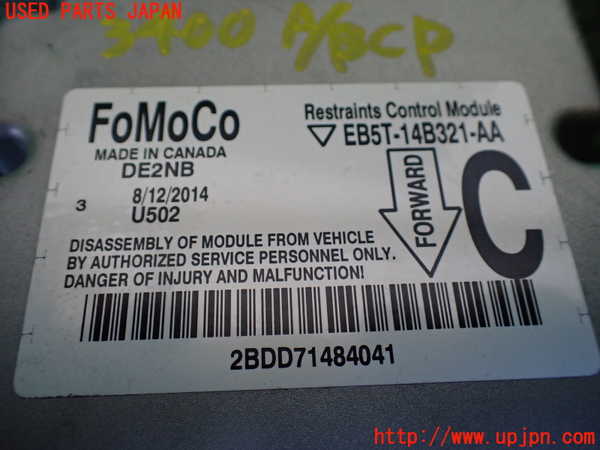 USED PARTS JAPAN
3400 A/BCP
FoMoCo
MADE IN CANADA
DE2NB
8/12/2014
3
U502
Restraints Control Module
EB5T-14B321-AA
FORWARD
C
DISASSEMBLY OF MODULE FROM VEHICLE
BY AUTHORIZED SERVICE PERSONNEL ONLY.
DANGER OF INJURY AND MALFUNCTION!
2BDD71484041
http://www.upjpn.com/